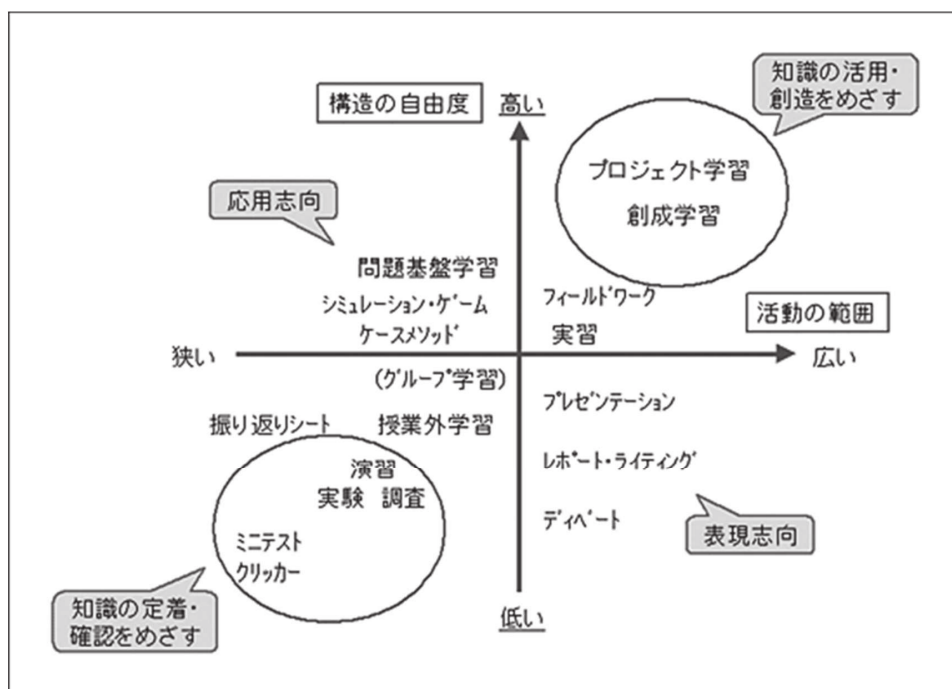 知識の活用・
創造をめざす
構造の自由度
高い
プロジェクト学習
創成学習
応用志向
問題基盤学習
シミュレーション・ゲーム
ケースメソッド
フィールドワーク
実習
活動の範囲
狭い
広い
(グループ学習)
プレゼンテーション
振り返りシート
授業外学習
レポート・ライティング
演習
実験 調査
ディベート
表現志向
ミニテスト
クリッカー
知識の定着・
確認をめざす
低い